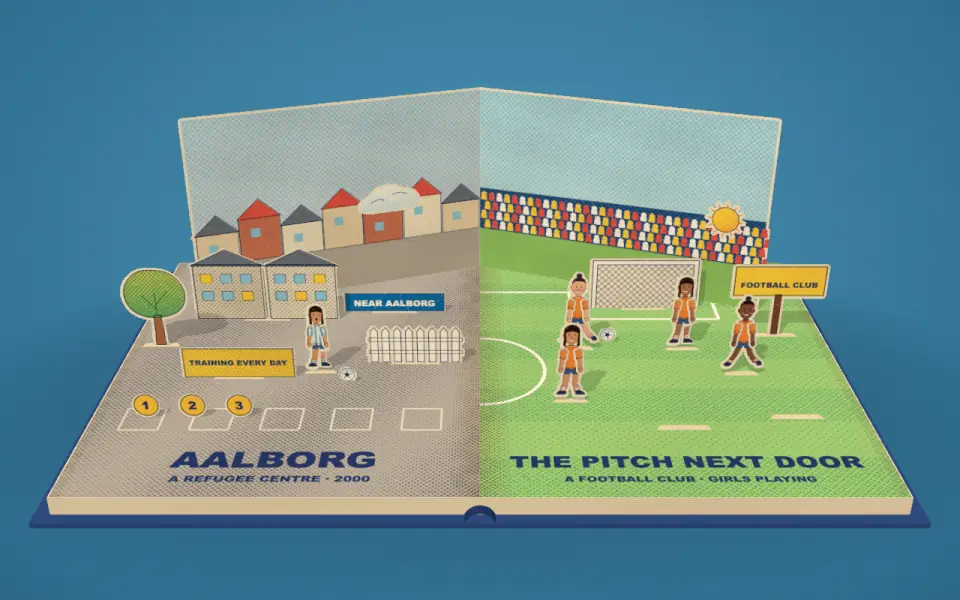 NEAR AALBORG
FOOTBALL CLUB
TRAINING EVERY DAY
1 2 3
AALBORG
A REFUGEE CENTRE · 2000
THE PITCH NEXT DOOR
A FOOTBALL CLUB · GIRLS PLAYING